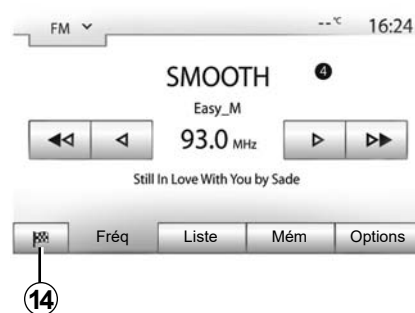 FM --°C 16:24
SMOOTH 4
Easy_M
93.0 MHz
Still In Love With You by Sade
Fréq Liste Mém Options
14